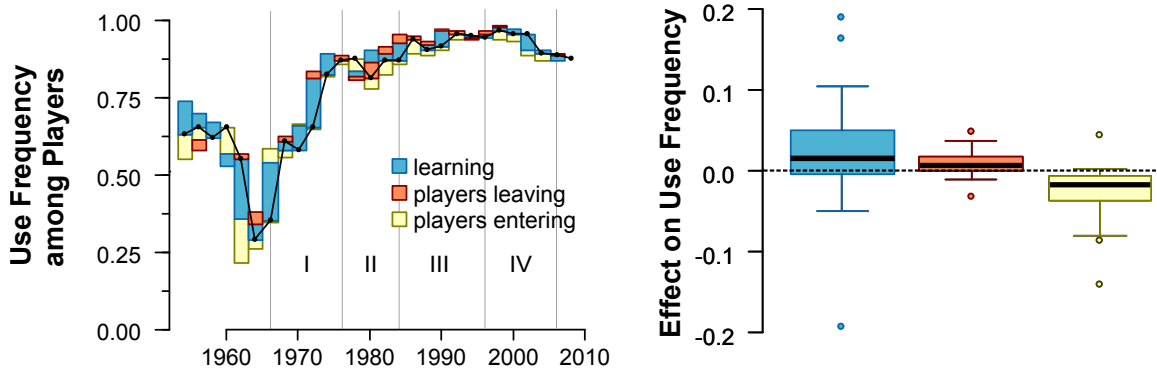 Use Frequency
among Players
1.00
0.75
0.50
0.25
0.00
learning
players leaving
players entering
I II III IV
1960 1970 1980 1990 2000 2010
Effect on Use Frequency
0.2
0.1
0.0
-0.1
-0.2